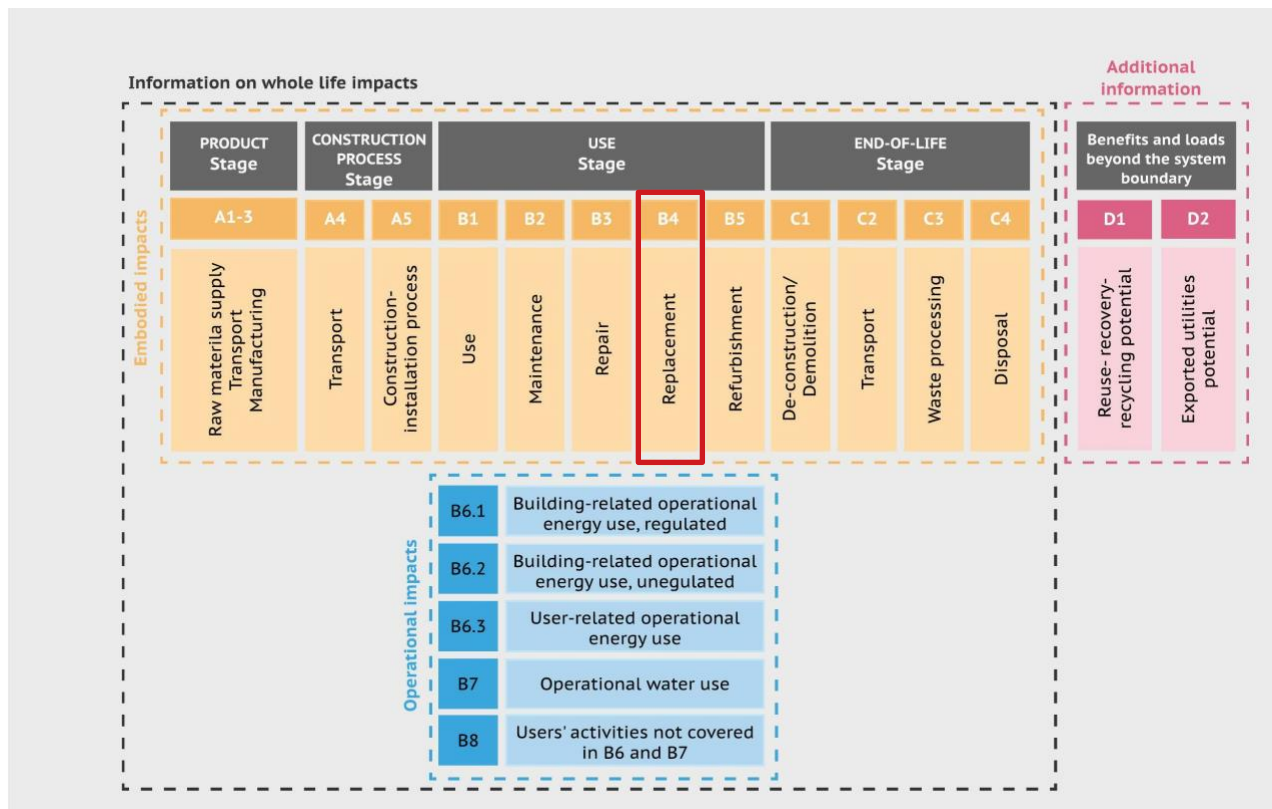 Additional
information
Information on whole life impacts
PRODUCT
Stage
CONSTRUCTION
PROCESS
Stage
USE
Stage
END-OF-LIFE
Stage
Benefits and loads
beyond the system
boundary
Embodied impacts
A1-3
A4
A5
B1
B2
B3
B4
B5
C1
C2
C3
C4
D1
D2
Raw materila supply
Transport
Manufacturing
Transport
Construction-
installation process
Use
Maintenance
Repair
Replacement
Refurbishment
De-construction/
Demolition
Transport
Waste processing
Disposal
Reuse- recovery-
recycling potential
Exported utilities
potential
Operational impacts
B6.1
Building-related operational
energy use, regulated
B6.2
Building-related operational
energy use, unegulated
B6.3
User-related operational
energy use
B7
Operational water use
B8
Users' activities not covered
in B6 and B7